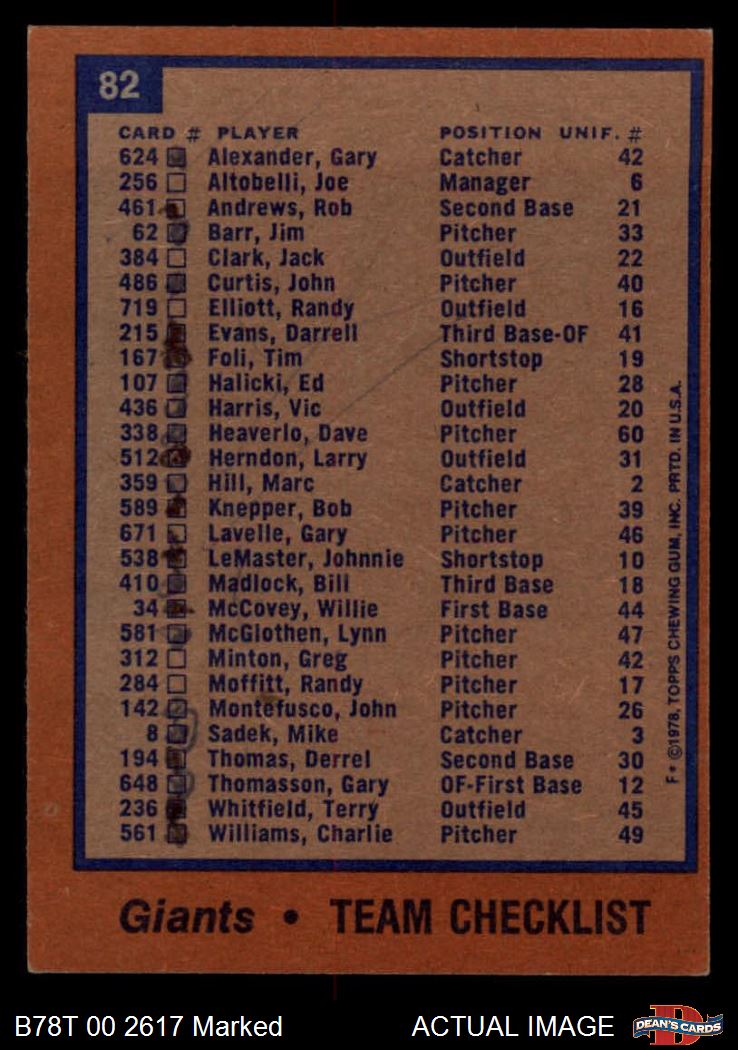 82
CARD # PLAYER POSITION UNIF. #
624 Alexander, Gary Catcher 42
256 Altobelli, Joe Manager 6
461 Andrews, Rob Second Base 21
62 Barr, Jim Pitcher 33
384 Clark, Jack Outfield 22
486 Curtis, John Pitcher 40
719 Elliott, Randy Outfield 16
215 Evans, Darrell Third Base-OF 41
167 Foli, Tim Shortstop 19
107 Halicki, Ed Pitcher 28
436 Harris, Vic Outfield 20
338 Heaverlo, Dave Pitcher 60
512 Herndon, Larry Outfield 31
359 Hill, Marc Catcher 2
589 Knepper, Bob Pitcher 39
671 Lavelle, Gary Pitcher 46
538 LeMaster, Johnnie Shortstop 10
410 Madlock, Bill Third Base 18
34 McCovey, Willie First Base 44
581 McGlothen, Lynn Pitcher 47
312 Minton, Greg Pitcher 42
284 Moffitt, Randy Pitcher 17
142 Montefusco, John Pitcher 26
8 Sadek, Mike Catcher 3
194 Thomas, Derrel Second Base 30
648 Thomasson, Gary OF-First Base 12
236 Whitfield, Terry Outfield 45
561 Williams, Charlie Pitcher 49
F* ©1978, TOPPS CHEWING GUM, INC. PRTD. IN U.S.A.
Giants • TEAM CHECKLIST
B78T 00 2617 Marked ACTUAL IMAGE
DEAN'S CARDS